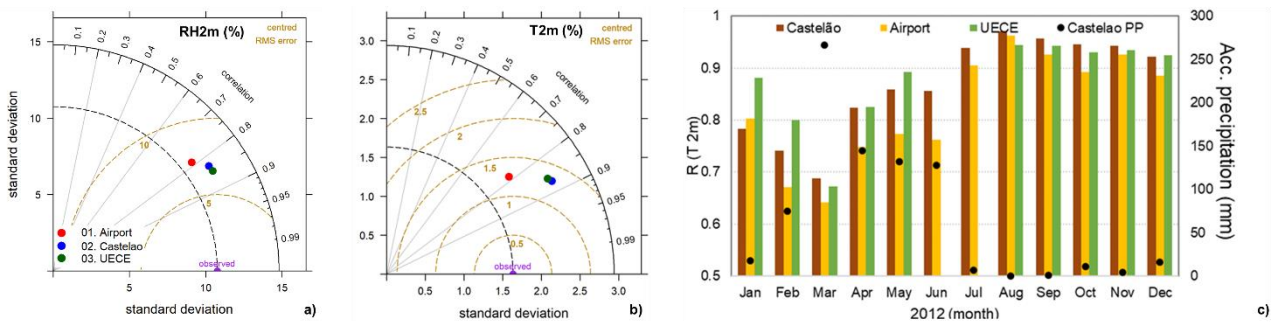 RH2m (%)
centred
RMS error
15
10
5
0.1
0.2
0.3
0.4
0.5
0.6
0.7
0.8
0.9
0.95
0.99
correlation
10
5
standard deviation
01. Airport
02. Castelao
03. UECE
observed
0
5
10
15
standard deviation
a)
T2m (%)
centred
RMS error
3.0
2.5
2.0
1.5
1.0
0.5
0.1
0.2
0.3
0.4
0.5
0.6
0.7
0.8
0.9
0.95
0.99
correlation
2.5
2
1.5
1
0.5
standard deviation
observed
0.5
1.0
1.5
2.0
2.5
3.0
standard deviation
b)
Castelão
Airport
UECE
Castelao PP
1
0.9
0.8
0.7
0.6
0.5
R (T 2m)
300
250
200
150
100
50
0
Acc. precipitation (mm)
Jan Feb Mar Apr May Jun Jul Aug Sep Oct Nov Dec
2012 (month)
c)